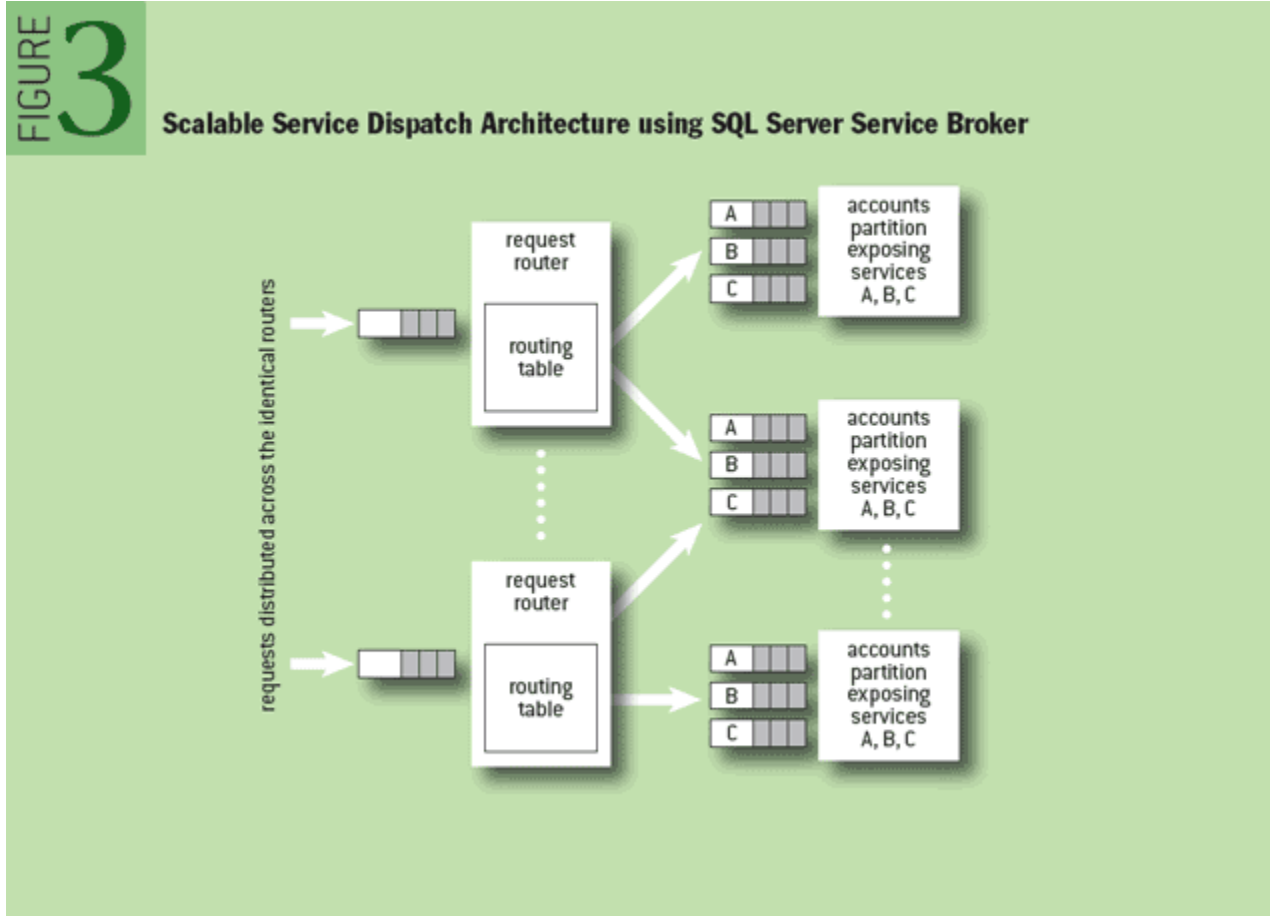 FIGURE
3
Scalable Service Dispatch Architecture using SQL Server Service Broker
requests distributed across the identical routers
request
router
routing
table
A
B
C
accounts
partition
exposing
services
A, B, C
A
B
C
accounts
partition
exposing
services
A, B, C
request
router
routing
table
A
B
C
accounts
partition
exposing
services
A, B, C